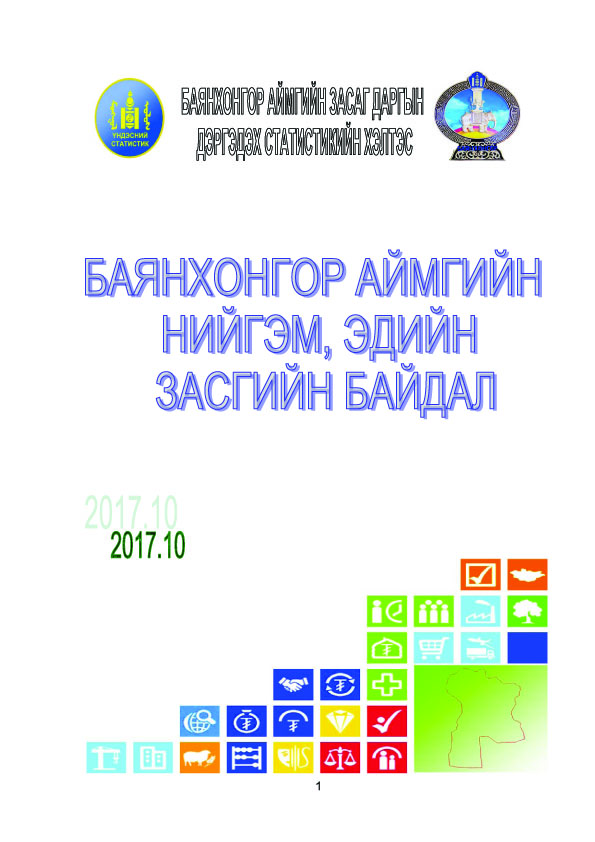 ҮНДЭСНИЙ
СТАТИСТИК
БАЯНХОНГОР АЙМГИЙН ЗАСАГ ДАРГЫН
ДЭРГЭДЭХ СТАТИСТИКИЙН ХЭЛТЭС
БАЯНХОНГОР АЙМГИЙН
НИЙГЭМ, ЭДИЙН
ЗАСГИЙН БАЙДАЛ
2017.10
2017.10
1